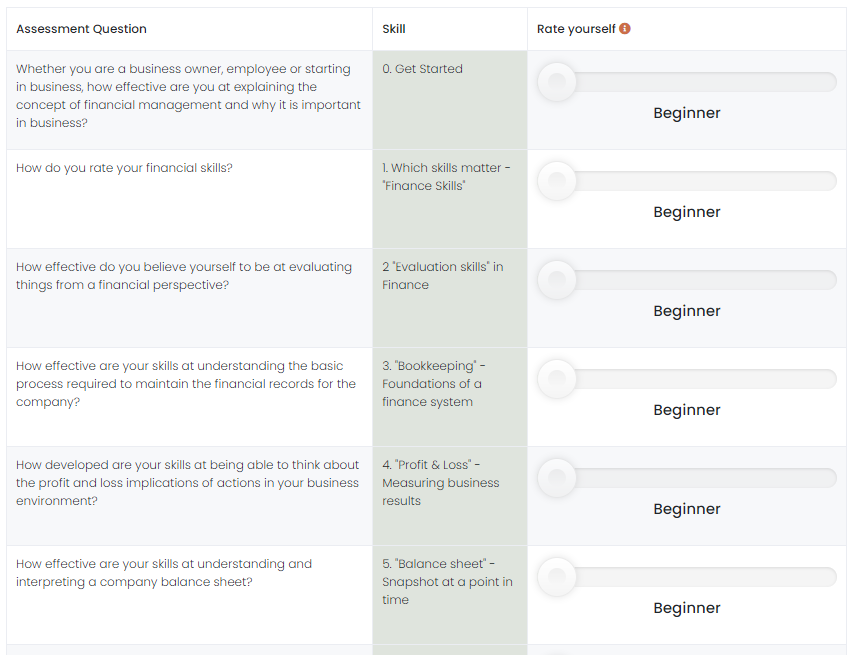 Assessment Question
Skill
Rate yourself
Whether you are a business owner, employee or starting
in business, how effective are you at explaining the
concept of financial management and why it is important
in business?
0. Get Started
Beginner
How do you rate your financial skills?
1. Which skills matter -
"Finance Skills"
Beginner
How effective do you believe yourself to be at evaluating
things from a financial perspective?
2 "Evaluation skills" in
Finance
Beginner
How effective are your skills at understanding the basic
process required to maintain the financial records for the
company?
3. "Bookkeeping" -
Foundations of a
finance system
Beginner
How developed are your skills at being able to think about
the profit and loss implications of actions in your business
environment?
4. "Profit & Loss" -
Measuring business
results
Beginner
How effective are your skills at understanding and
interpreting a company balance sheet?
5. "Balance sheet" -
Snapshot at a point in
time
Beginner